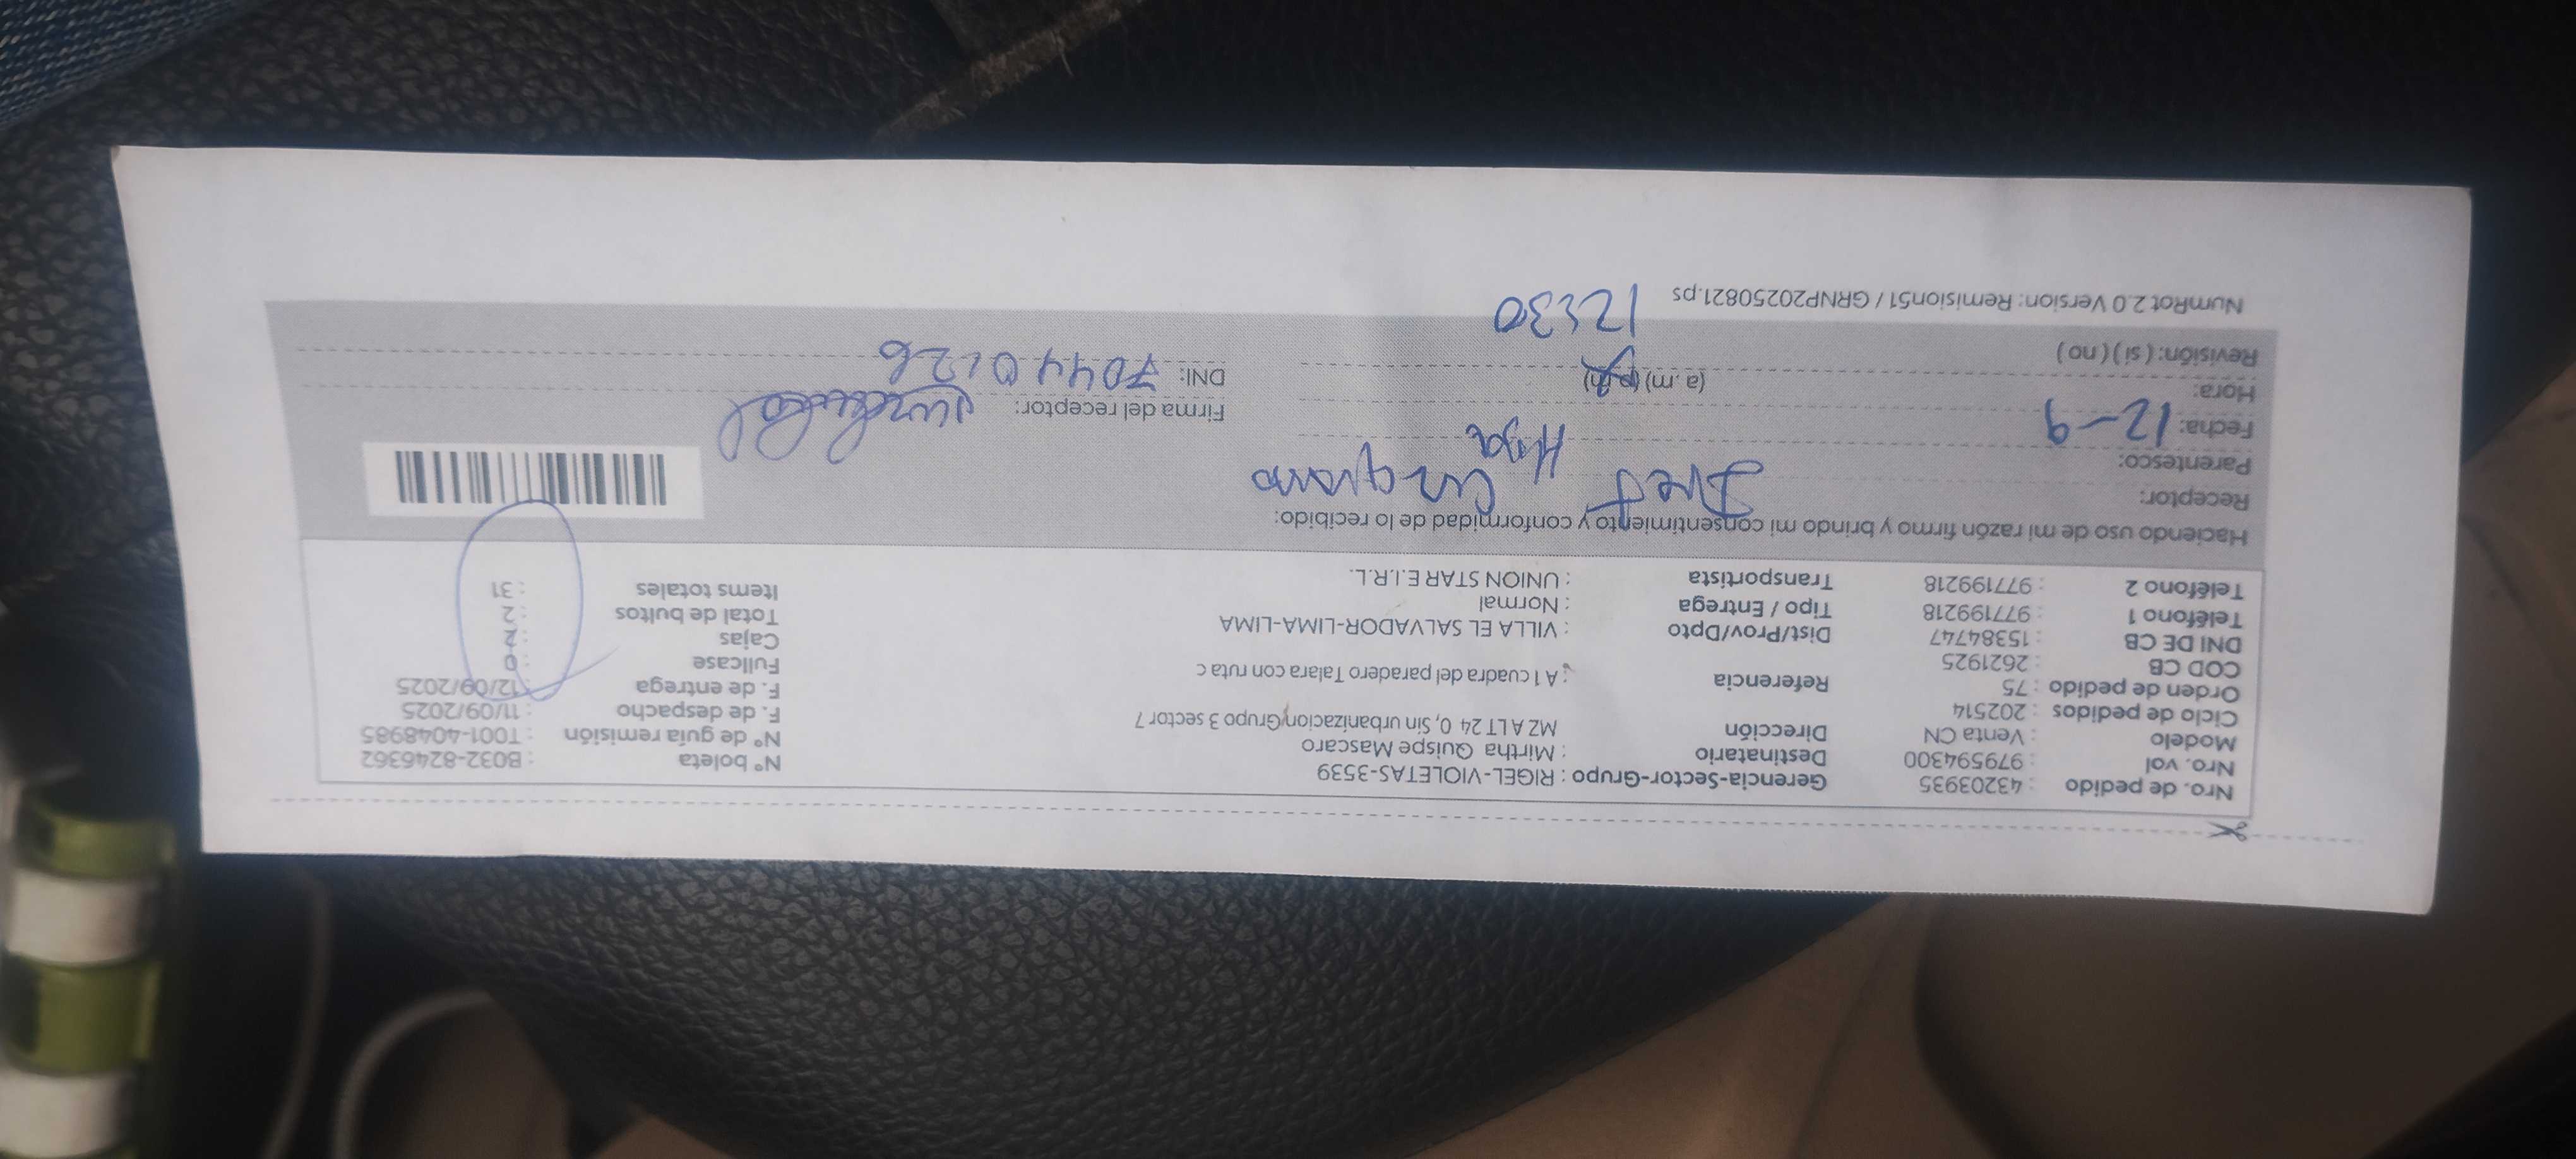 Nro. de pedido : 43203935 Gerencia-Sector-Grupo : RIGEL-VIOLETAS-3539 N° boleta : B032-8246362
Nro. vol : 979594300 Destinatario : Mirtha Quispe Mascaro N° de guía remisión : T001-4048985
Modelo : Venta CN Dirección MZ A LT 24 0, Sin urbanizacion/Grupo 3 sector 7 F. de despacho : 11/09/2025
Ciclo de pedidos : 202514 F. de entrega : 12/09/2025
Orden de pedido : 75 Referencia : A 1 cuadra del paradero Talara con ruta c Fullcase : 0
COD CB : 2621925 Cajas : 2
DNI DE CB : 15384747 Dist/Prov/Dpto : VILLA EL SALVADOR-LIMA-LIMA Total de bultos : 2
Teléfono 1 : 977199218 Tipo / Entrega : Normal Items totales : 31
Teléfono 2 : 977199218 Transportista : UNION STAR E.I.R.L.
Haciendo uso de mi razón firmo y brindo mi consentimiento y conformidad de lo recibido:
Receptor:
Parentesco: Hija
Fecha: 12-9 Firma del receptor:
Hora: (a.m) (p.m) DNI: 70440126
Revisión: ( si ) ( no )
12:30
NumRot 2.0 Version: Remision51 / GRNP20250821.ps